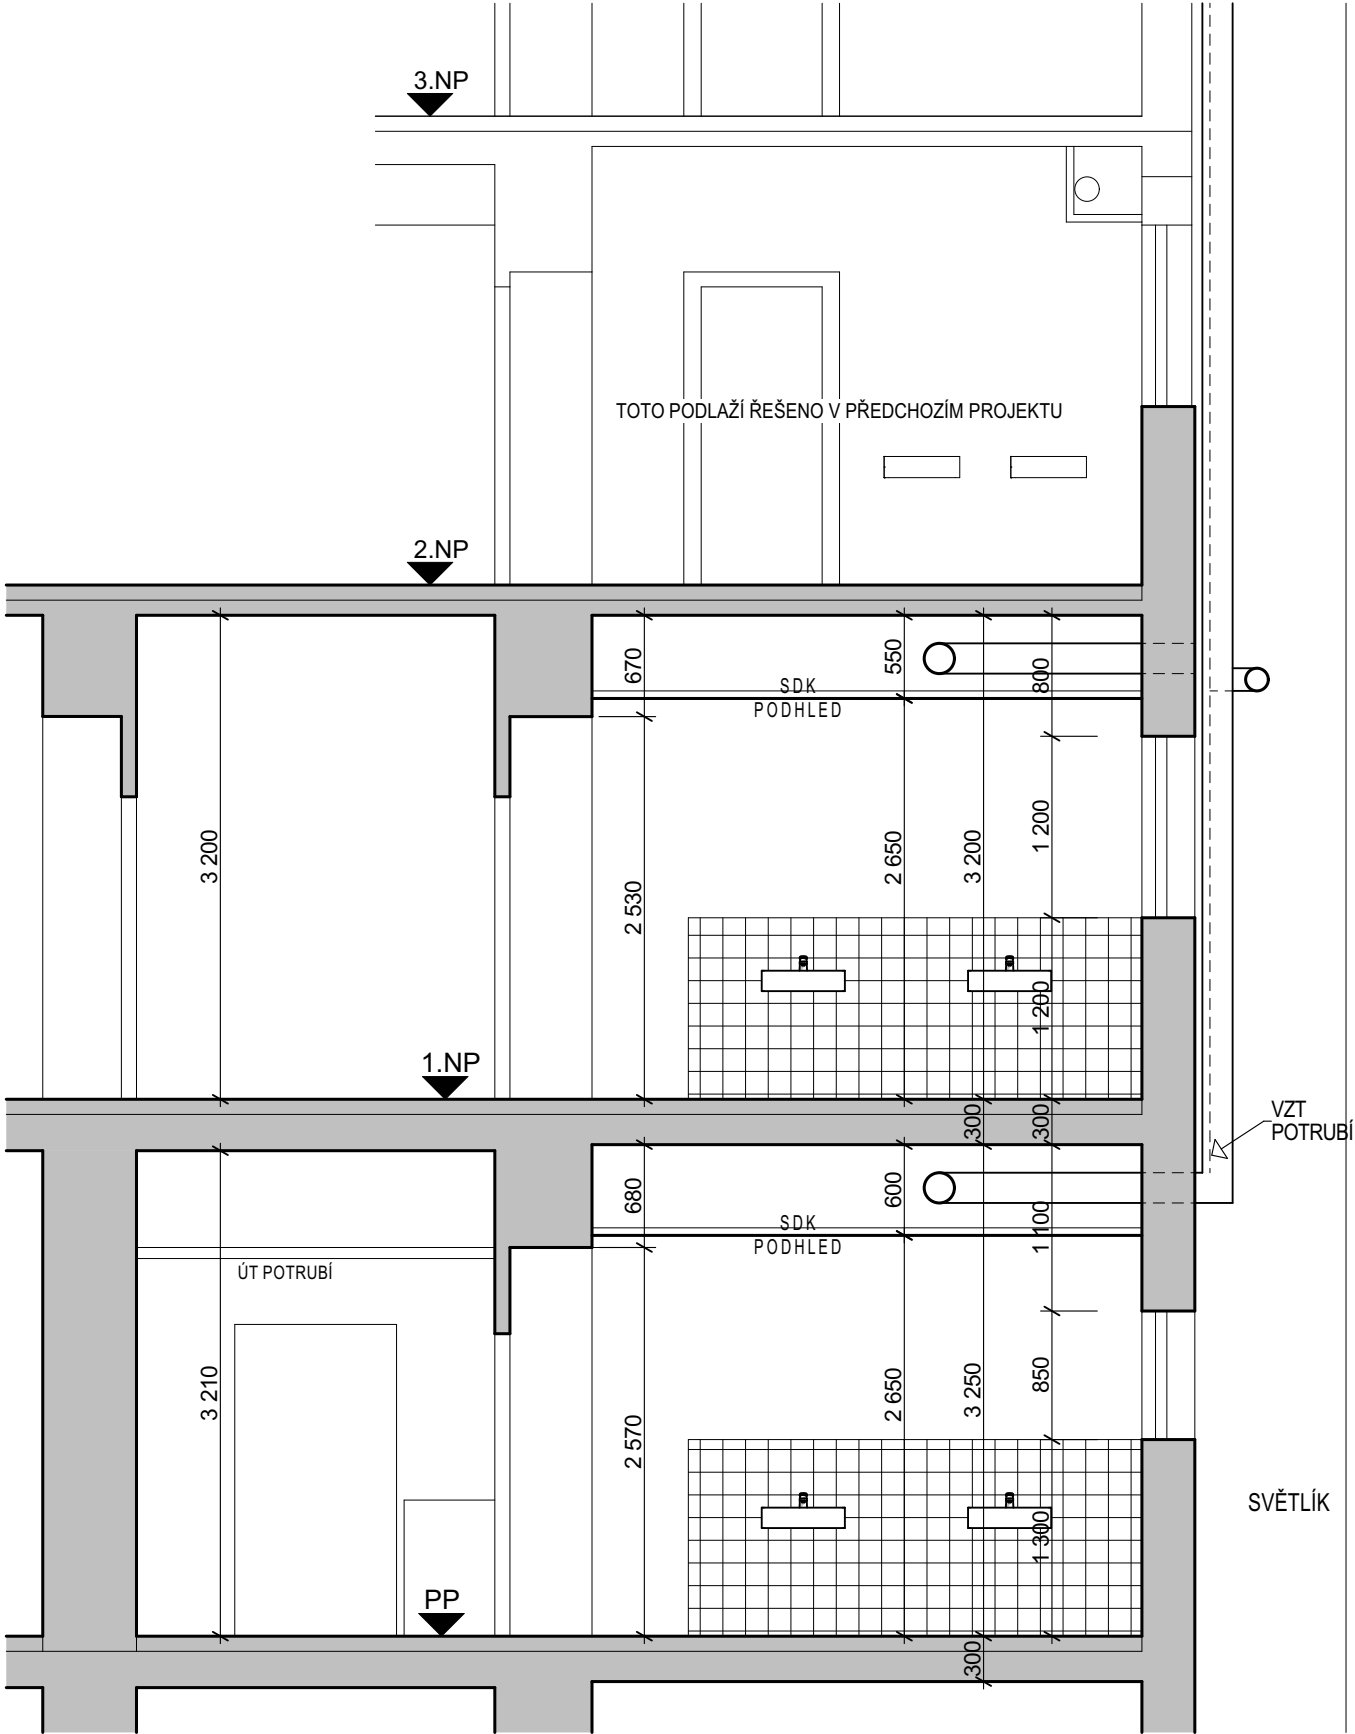 3.NP
TOTO PODLAŽÍ ŘEŠENO V PŘEDCHOZÍM PROJEKTU
2.NP
670
550
800
SDK
PODHLED
3 200
2 530
2 650
3 200
1 200
1 200
1.NP
300
300
VZT
POTRUBÍ
680
600
1 100
SDK
PODHLED
ÚT POTRUBÍ
3 210
2 570
2 650
3 250
850
1 300
SVĚTLÍK
PP
300